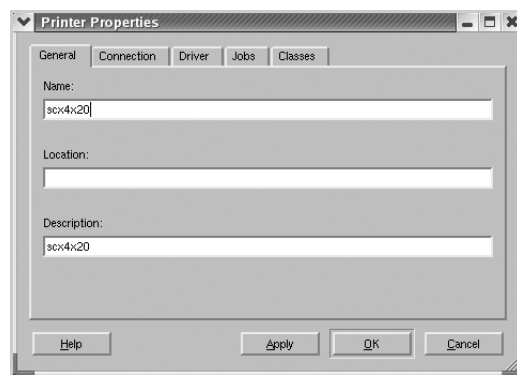 Printer Properties
General Connection Driver Jobs Classes
Name:
scx4x20
Location:
Description:
scx4x20
Help Apply OK Cancel